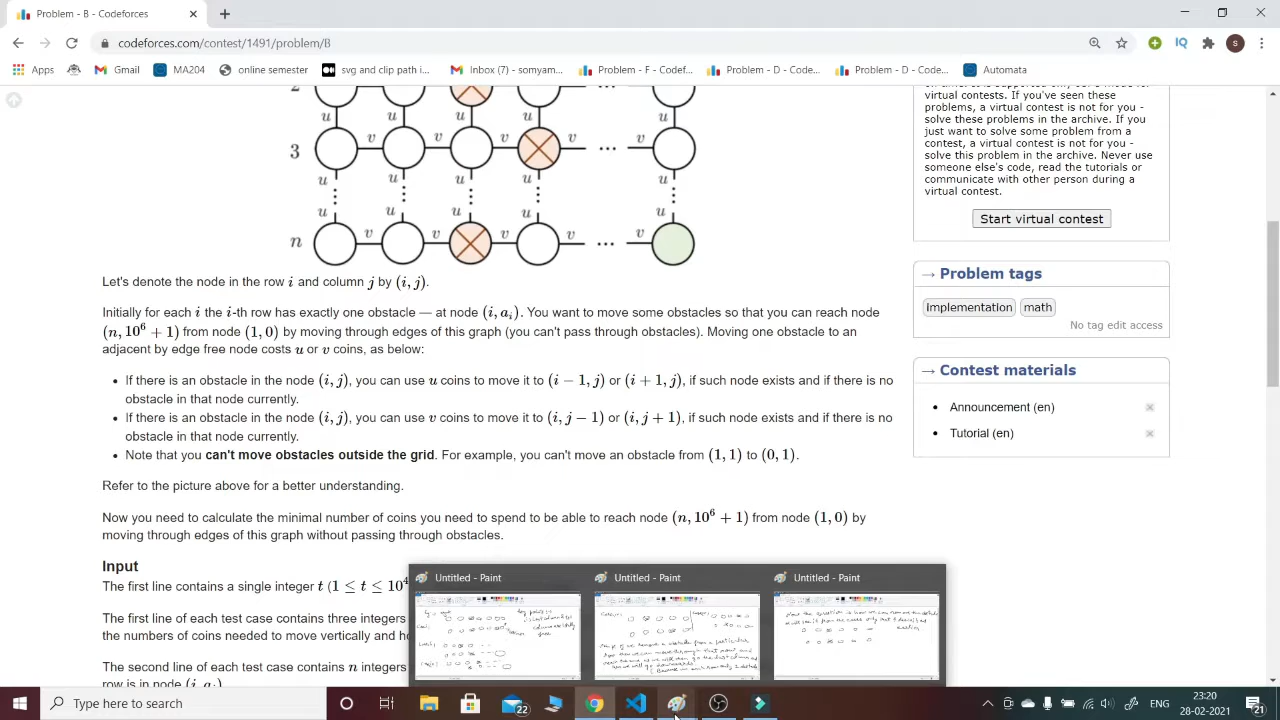 Problem - B - Codeforces
codeforces.com/contest/1491/problem/B
IQ
s
Apps
Gmail
MA204
online semester
svg and clip path i...
Inbox (7) - somyam...
Problem - F - Codef...
Problem - D - Code...
Problem - D - Code...
Automata
virtual contests. If you've seen these
problems, a virtual contest is not for you -
solve these problems in the archive. If you
just want to solve some problem from a
contest, a virtual contest is not for you -
solve this problem in the archive. Never use
someone else's code, read the tutorials or
communicate with other person during a
virtual contest.
Start virtual contest
2
...
u u u u u
3 v v v v ... v
u u u u u
u u u u u
n v v v v ... v
Let's denote the node in the row i and column j by (i, j).
Initially for each i the i-th row has exactly one obstacle — at node (i, aᵢ). You want to move some obstacles so that you can reach node
(n, 10⁶ + 1) from node (1, 0) by moving through edges of this graph (you can't pass through obstacles). Moving one obstacle to an
adjacent by edge free node costs u or v coins, as below:
• If there is an obstacle in the node (i, j), you can use u coins to move it to (i − 1, j) or (i + 1, j), if such node exists and if there is no
obstacle in that node currently.
• If there is an obstacle in the node (i, j), you can use v coins to move it to (i, j − 1) or (i, j + 1), if such node exists and if there is no
obstacle in that node currently.
• Note that you can't move obstacles outside the grid. For example, you can't move an obstacle from (1, 1) to (0, 1).
Refer to the picture above for a better understanding.
Now you need to calculate the minimal number of coins you need to spend to be able to reach node (n, 10⁶ + 1) from node (1, 0) by
moving through edges of this graph without passing through obstacles.
Input
The first line contains a single integer t (1 ≤ t ≤ 10⁴
The first line of each test case contains three integers
the numbers of coins needed to move vertically and ho
The second line of each test case contains n integers
row is in node (i, aᵢ)
→ Problem tags
implementation
math
No tag edit access
→ Contest materials
• Announcement (en)
• Tutorial (en)
Untitled - Paint
Untitled - Paint
Untitled - Paint
Type here to search
22
ENG
23:20
28-02-2021
21